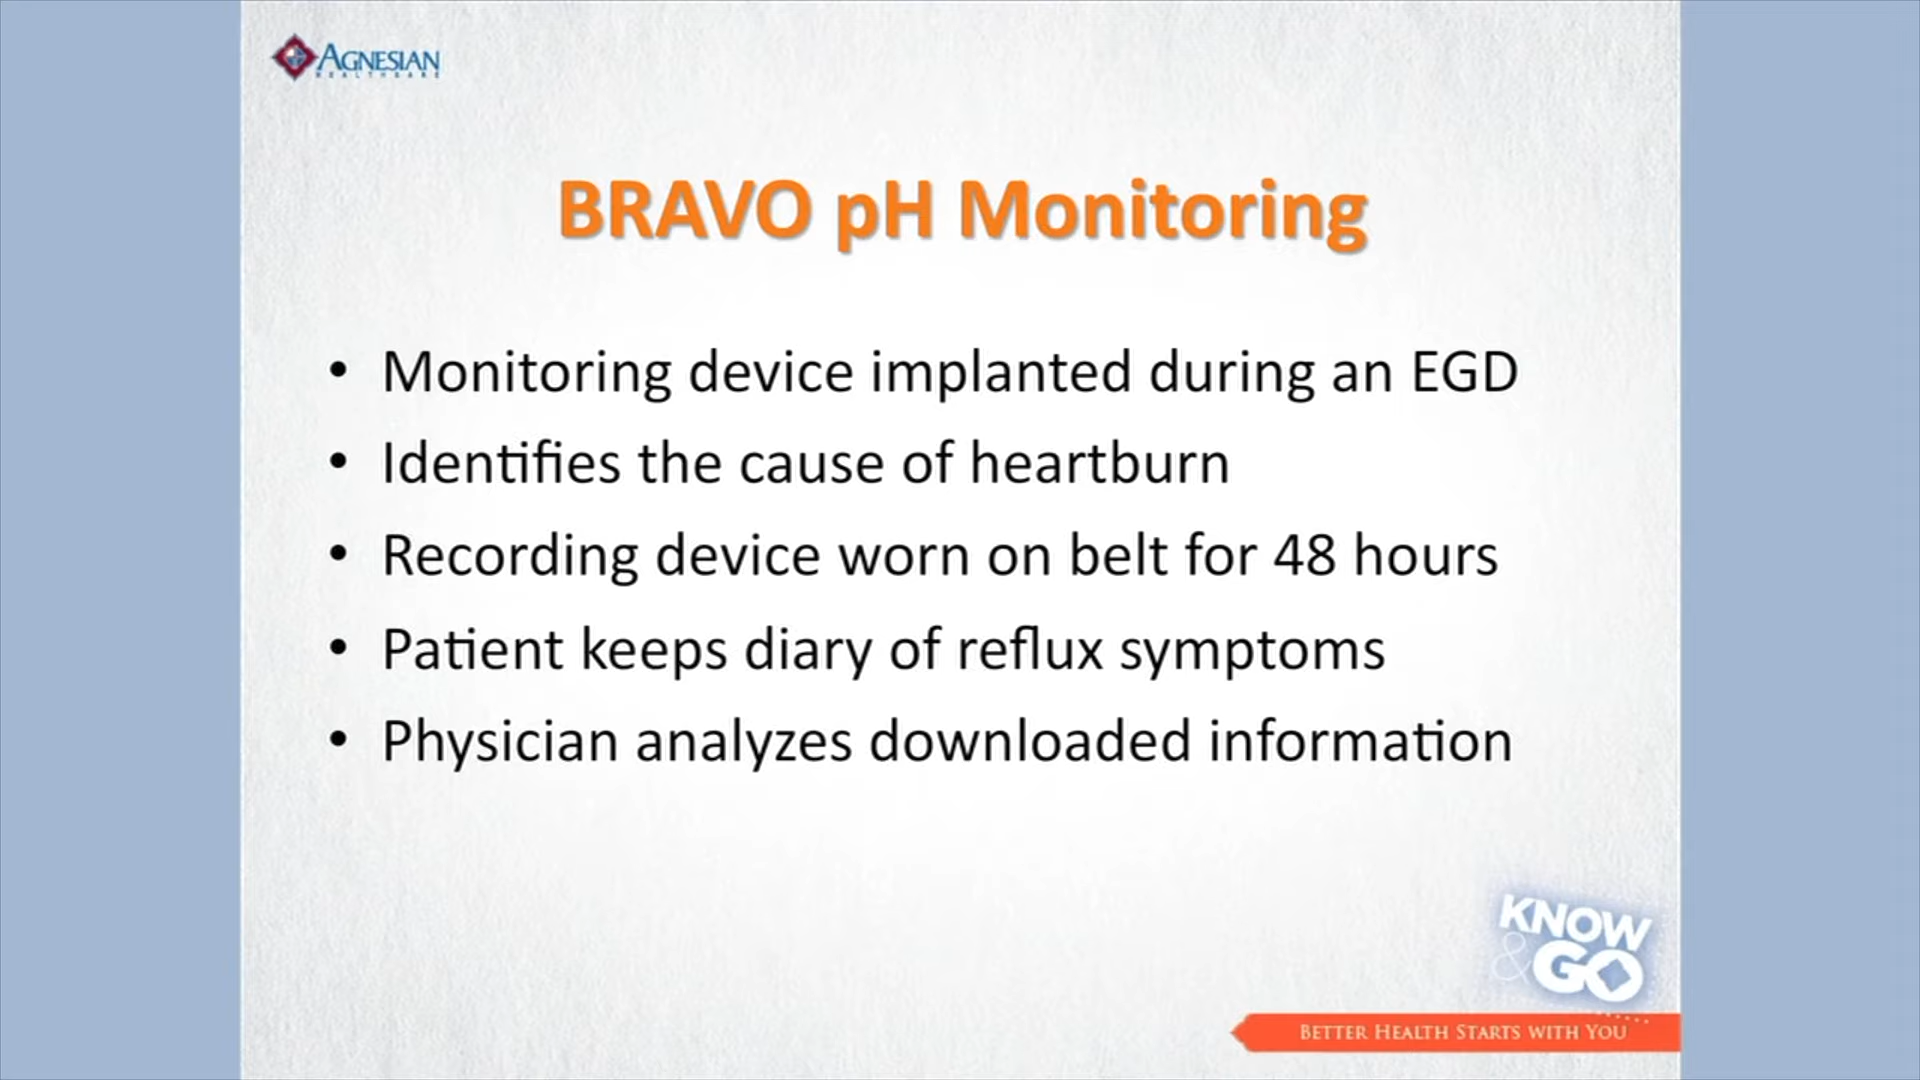 AGNESIAN
HEALTHCARE
BRAVO pH Monitoring
• Monitoring device implanted during an EGD
• Identifies the cause of heartburn
• Recording device worn on belt for 48 hours
• Patient keeps diary of reflux symptoms
• Physician analyzes downloaded information
KNOW
& GO
BETTER HEALTH STARTS WITH YOU